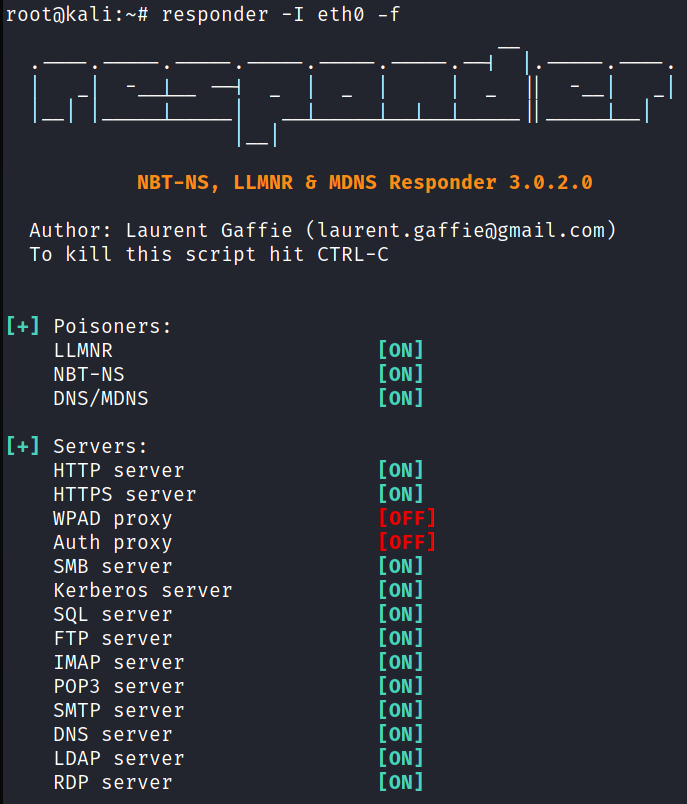 root@kali:~# responder -I eth0 -f
NBT-NS, LLMNR & MDNS Responder 3.0.2.0
Author: Laurent Gaffie (laurent.gaffie@gmail.com)
To kill this script hit CTRL-C
[+] Poisoners:
LLMNR [ON]
NBT-NS [ON]
DNS/MDNS [ON]
[+] Servers:
HTTP server [ON]
HTTPS server [ON]
WPAD proxy [OFF]
Auth proxy [OFF]
SMB server [ON]
Kerberos server [ON]
SQL server [ON]
FTP server [ON]
IMAP server [ON]
POP3 server [ON]
SMTP server [ON]
DNS server [ON]
LDAP server [ON]
RDP server [ON]